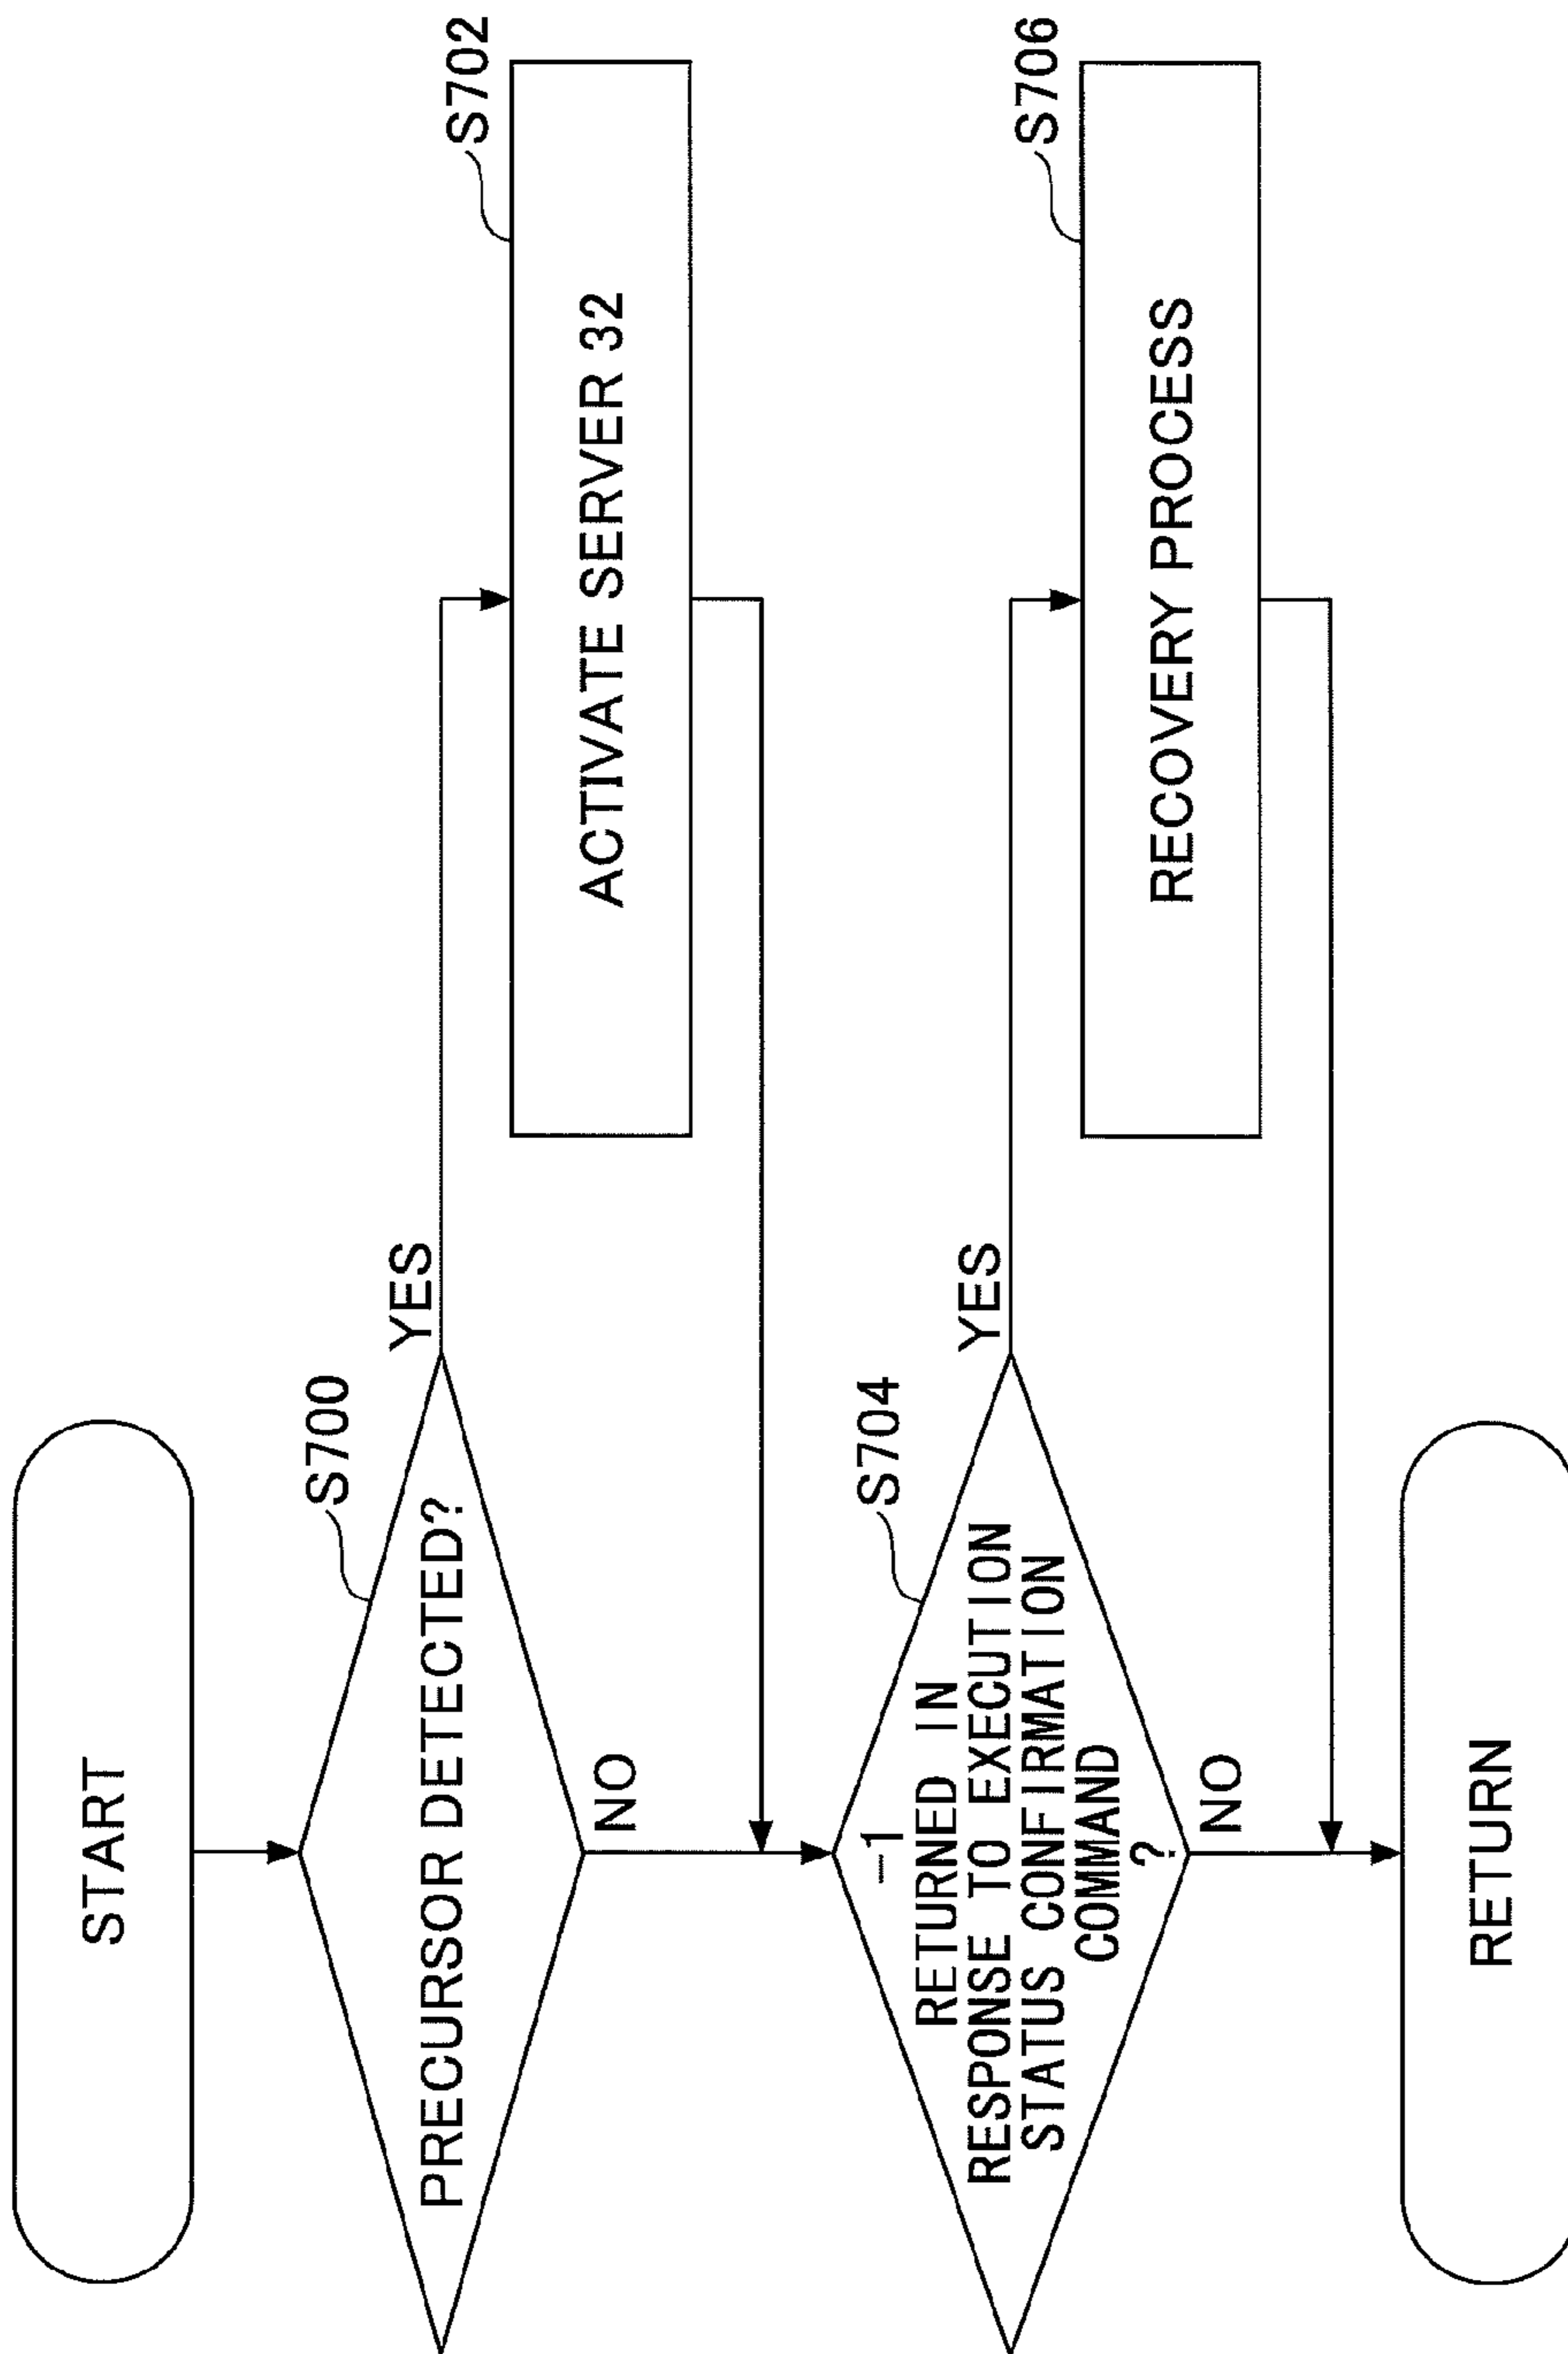 START
S700
PRECURSOR DETECTED?
YES
S702
ACTIVATE SERVER 32
NO
S704
-1
RETURNED IN
RESPONSE TO EXECUTION
STATUS CONFIRMATION
COMMAND
?
YES
S706
RECOVERY PROCESS
NO
RETURN